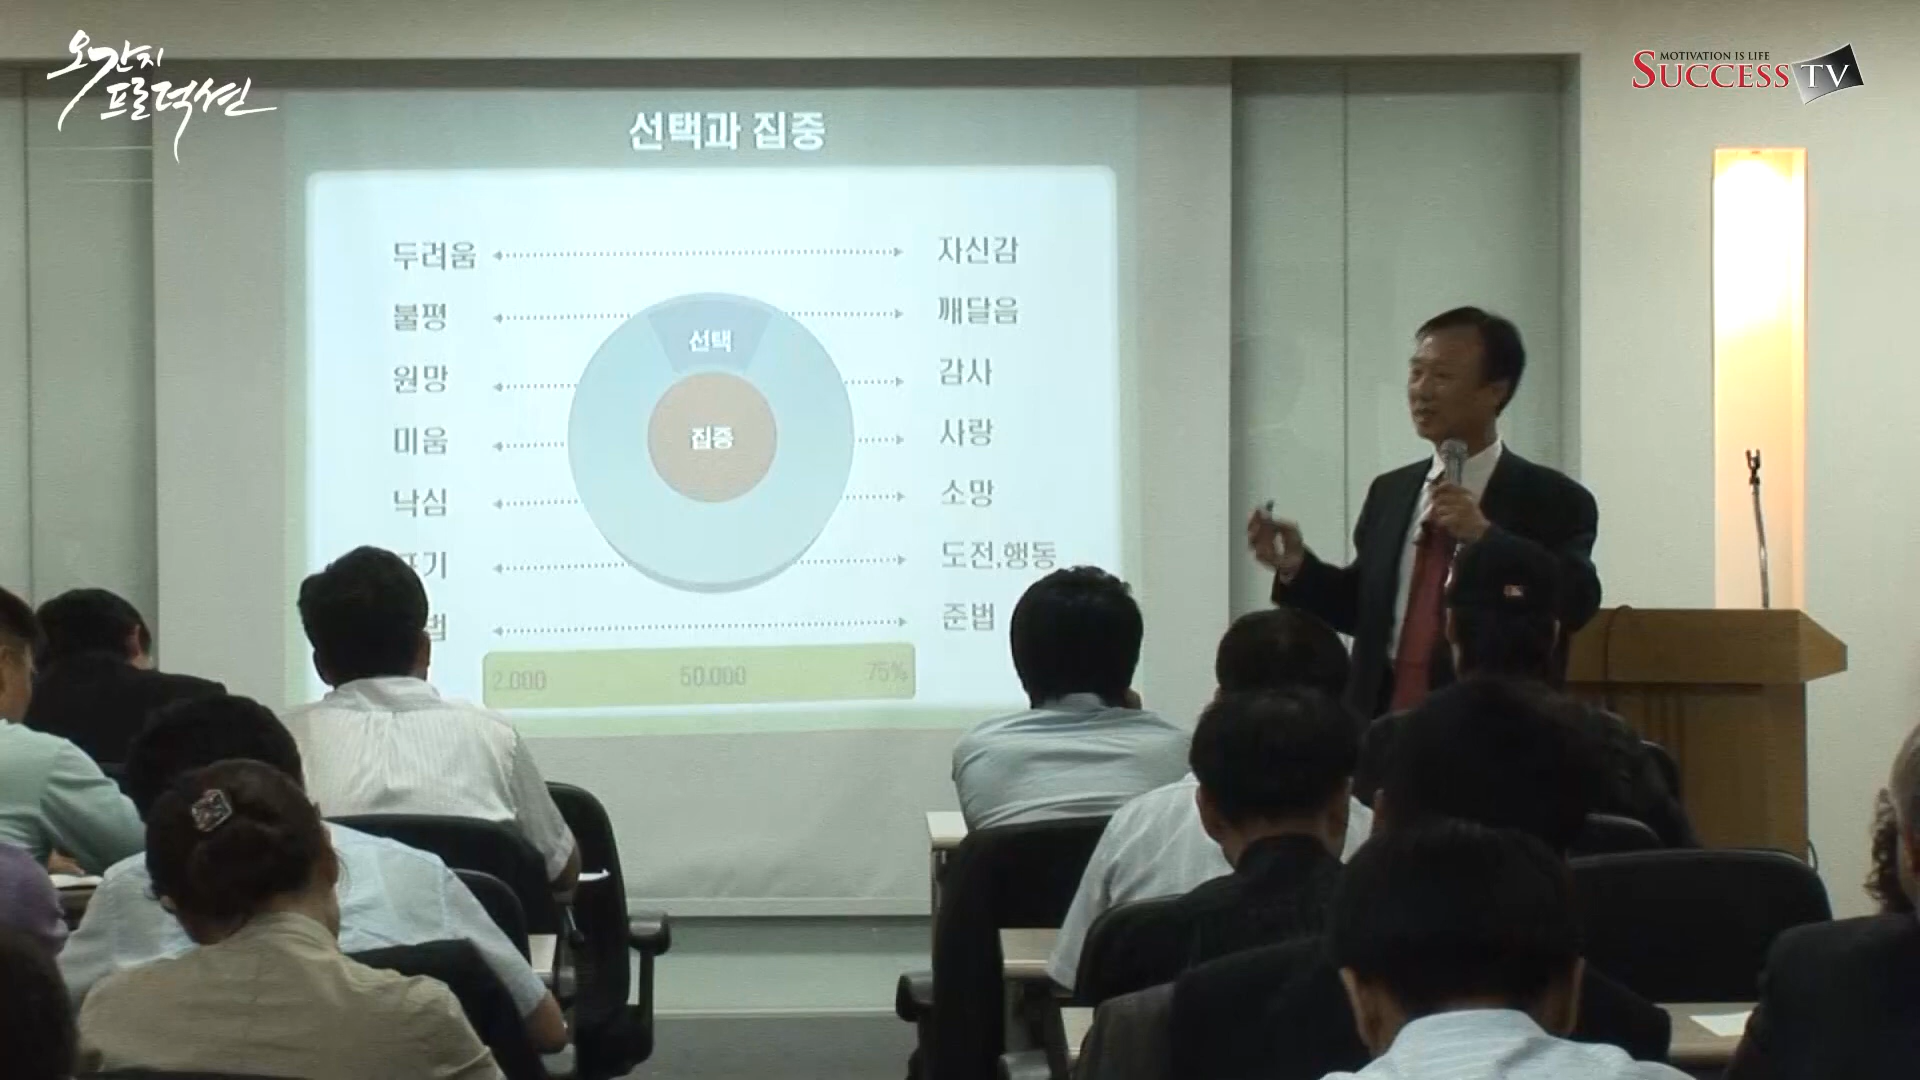 오간지
프로덕션
MOTIVATION IS LIFE
SUCCESS TV
선택과 집중
두려움 자신감
불평 깨달음
선택
원망 감사
미움 집중 사랑
낙심 소망
도전,행동
준법
2.000 50.000 75%